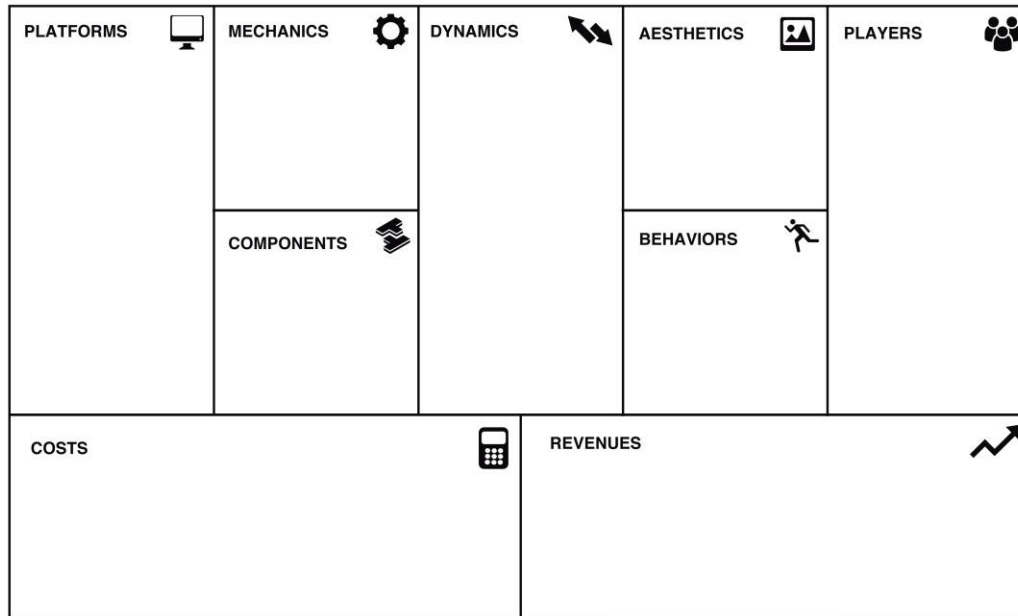 PLATFORMS
MECHANICS
DYNAMICS
AESTHETICS
PLAYERS
COMPONENTS
BEHAVIORS
COSTS
REVENUES